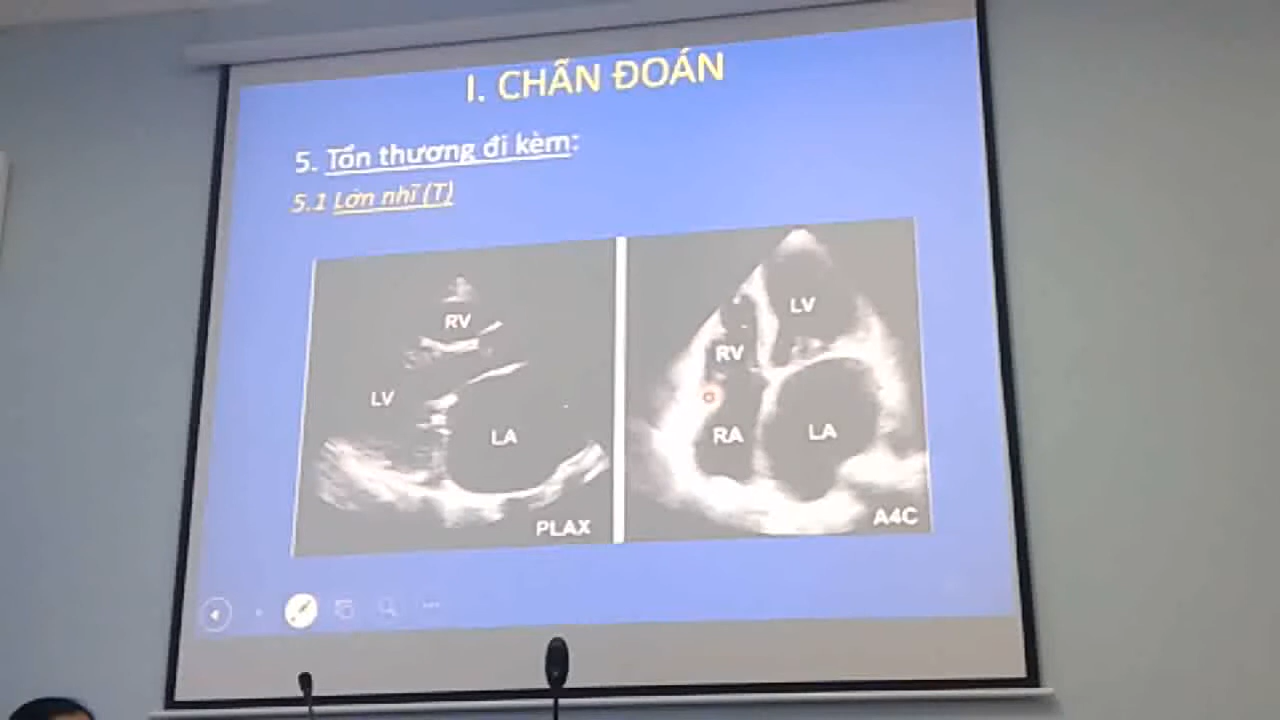 I. CHẨN ĐOÁN
5. Tổn thương đi kèm:
5.1 Lớn nhĩ (T)
RV
LV
LA
PLAX
LV
RV
RA
LA
A4C